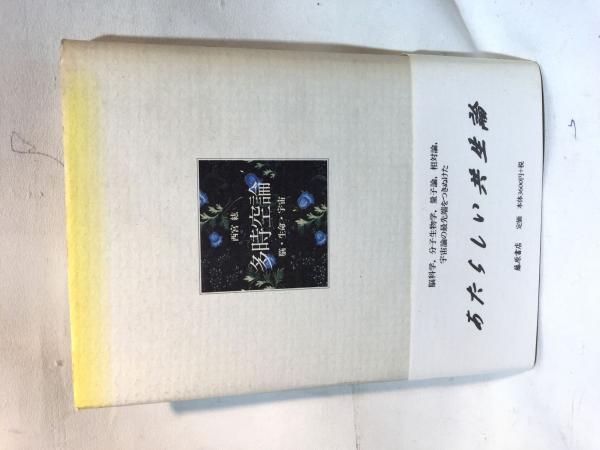 西宮 紘
多時空論
脳・生命・宇宙
脳科学、分子生物学、量子論、相対論、
宇宙論の最先端をつきぬけた
あたらしい共生論
定価 本体3600円+税
藤原書店